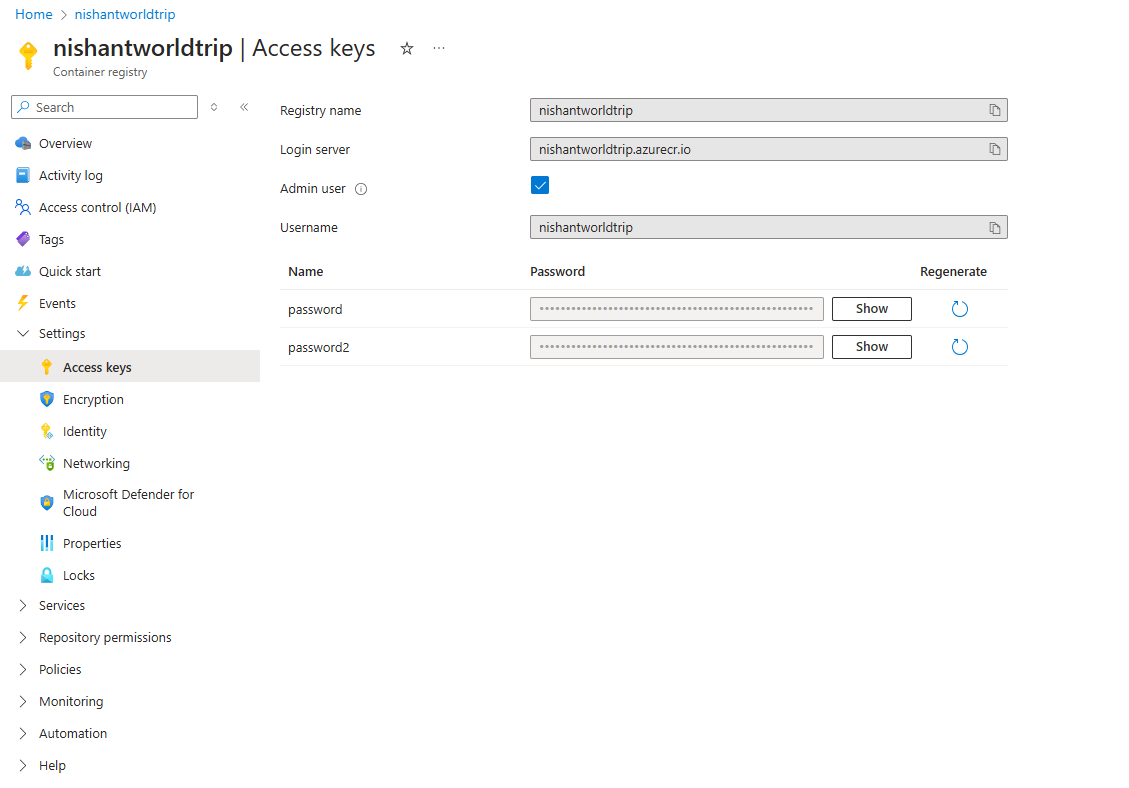 Home > nishantworldtrip
nishantworldtrip | Access keys
Container registry
Search
Overview
Activity log
Access control (IAM)
Tags
Quick start
Events
Settings
Access keys
Encryption
Identity
Networking
Microsoft Defender for
Cloud
Properties
Locks
Services
Repository permissions
Policies
Monitoring
Automation
Help
Registry name nishantworldtrip
Login server nishantworldtrip.azurecr.io
Admin user
Username nishantworldtrip
Name Password Regenerate
password Show
password2 Show